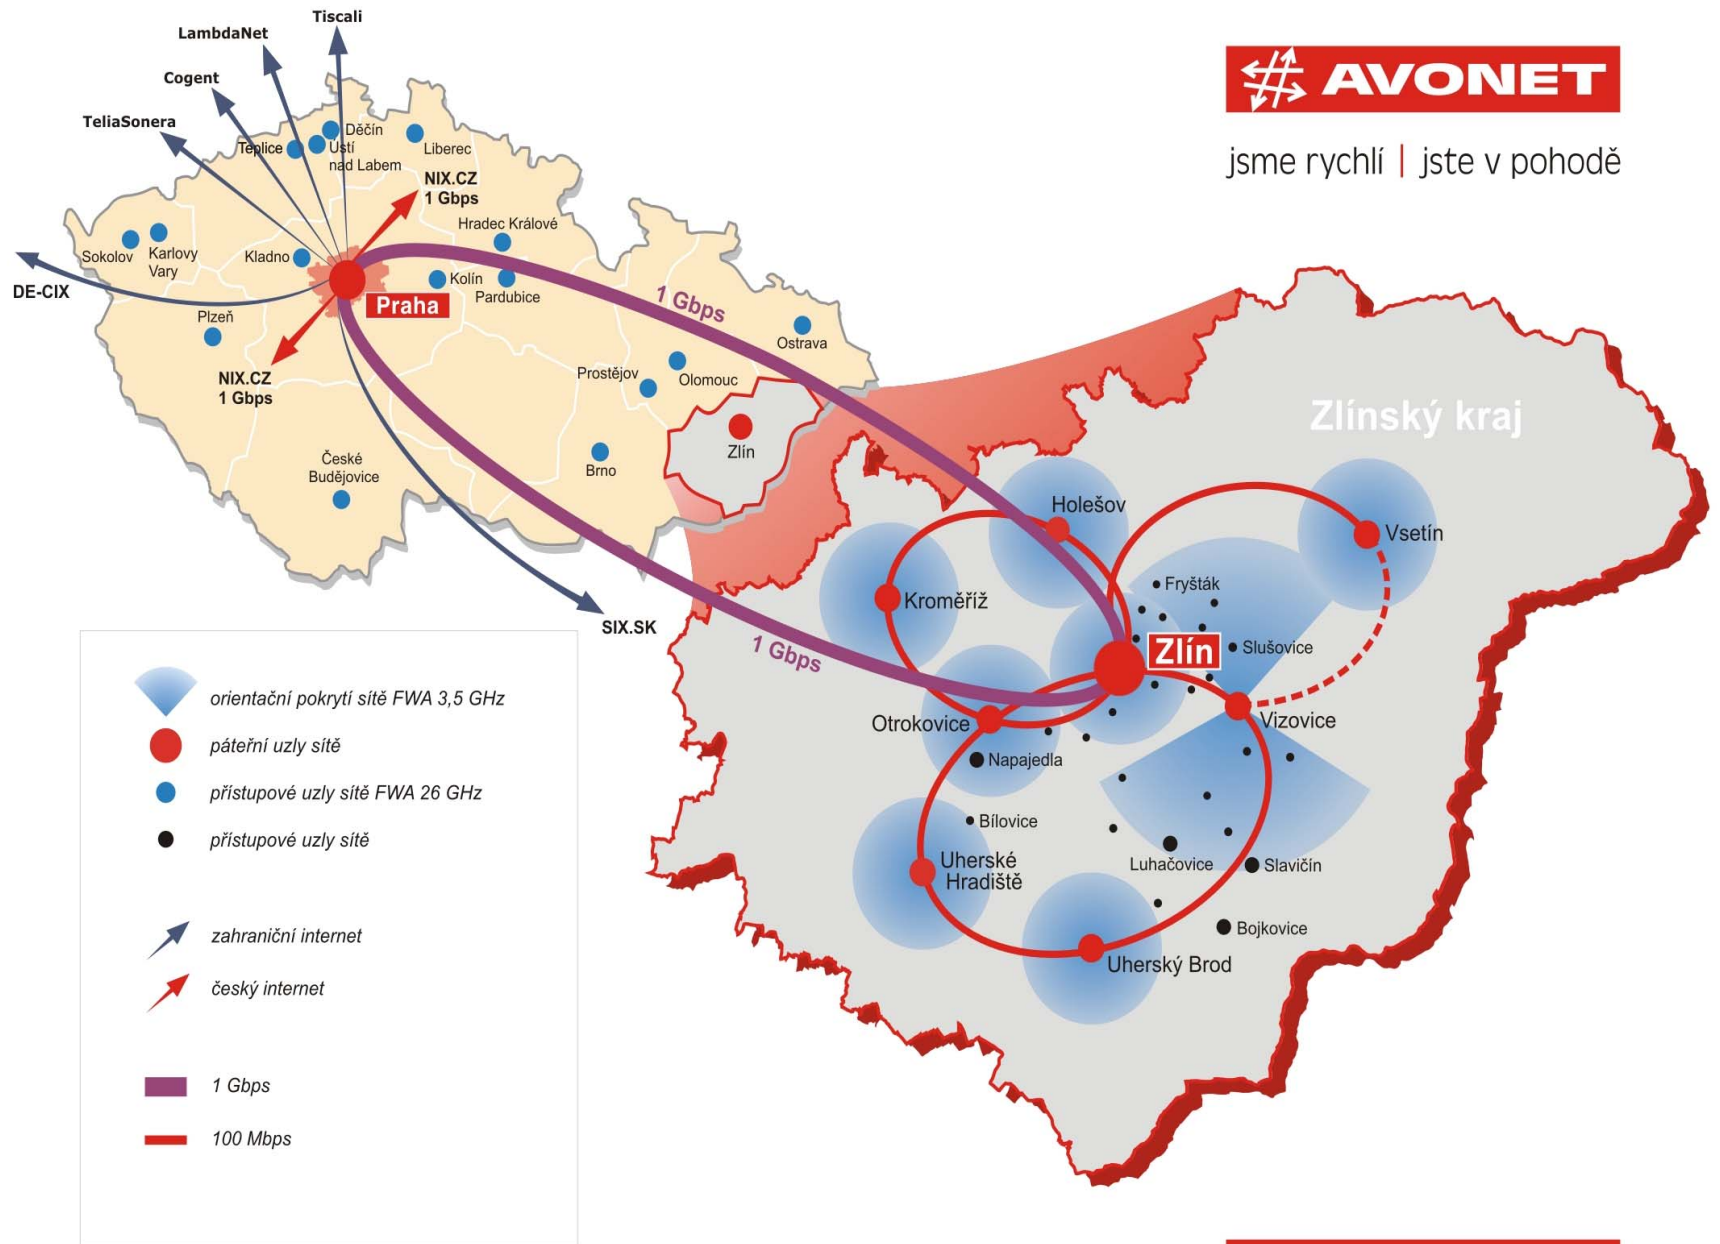 Tiscali
LambdaNet
Cogent
TeliaSonera
AVONET
jsme rychlí | jste v pohodě
Děčín
Teplice
Ústí
nad Labem
Liberec
NIX.CZ
1 Gbps
Hradec Králové
Sokolov
Karlovy
Vary
Kladno
Kolín
Pardubice
DE-CIX
Praha
Plzeň
1 Gbps
Ostrava
NIX.CZ
1 Gbps
Prostějov
Olomouc
Zlín
Brno
České
Budějovice
SIX.SK
1 Gbps
Zlínský kraj
Holešov
Vsetín
Fryšták
Kroměříž
Slušovice
Zlín
Otrokovice
Vizovice
Napajedla
Bílovice
Uherské
Hradiště
Luhačovice
Slavičín
Bojkovice
Uherský Brod
orientační pokrytí sítě FWA 3,5 GHz
páteřní uzly sítě
přístupové uzly sítě FWA 26 GHz
přístupové uzly sítě
zahraniční internet
český internet
1 Gbps
100 Mbps